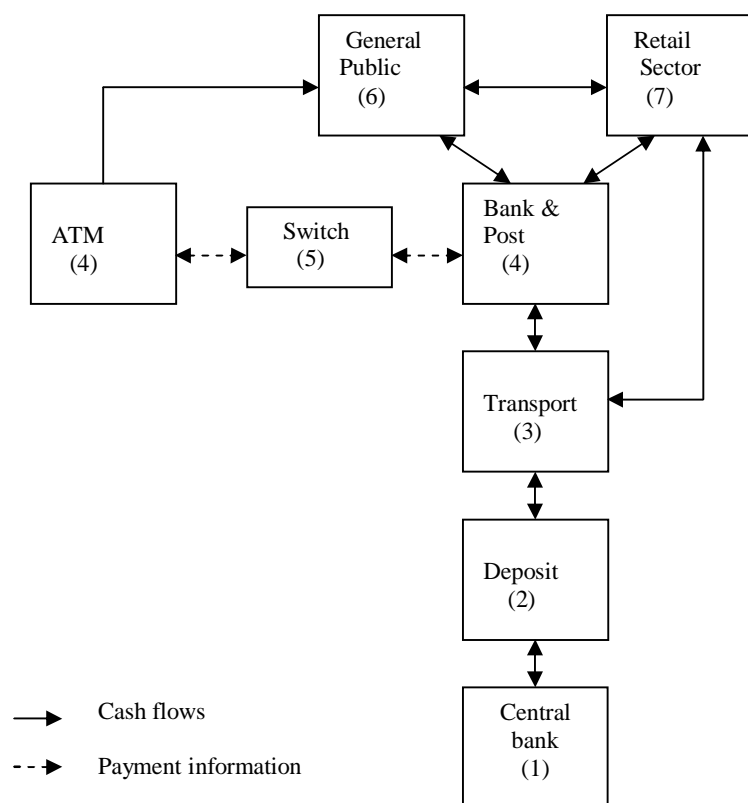 General
Public
(6)
Retail
Sector
(7)
ATM
(4)
Switch
(5)
Bank &
Post
(4)
Transport
(3)
Deposit
(2)
Central
bank
(1)
Cash flows
Payment information